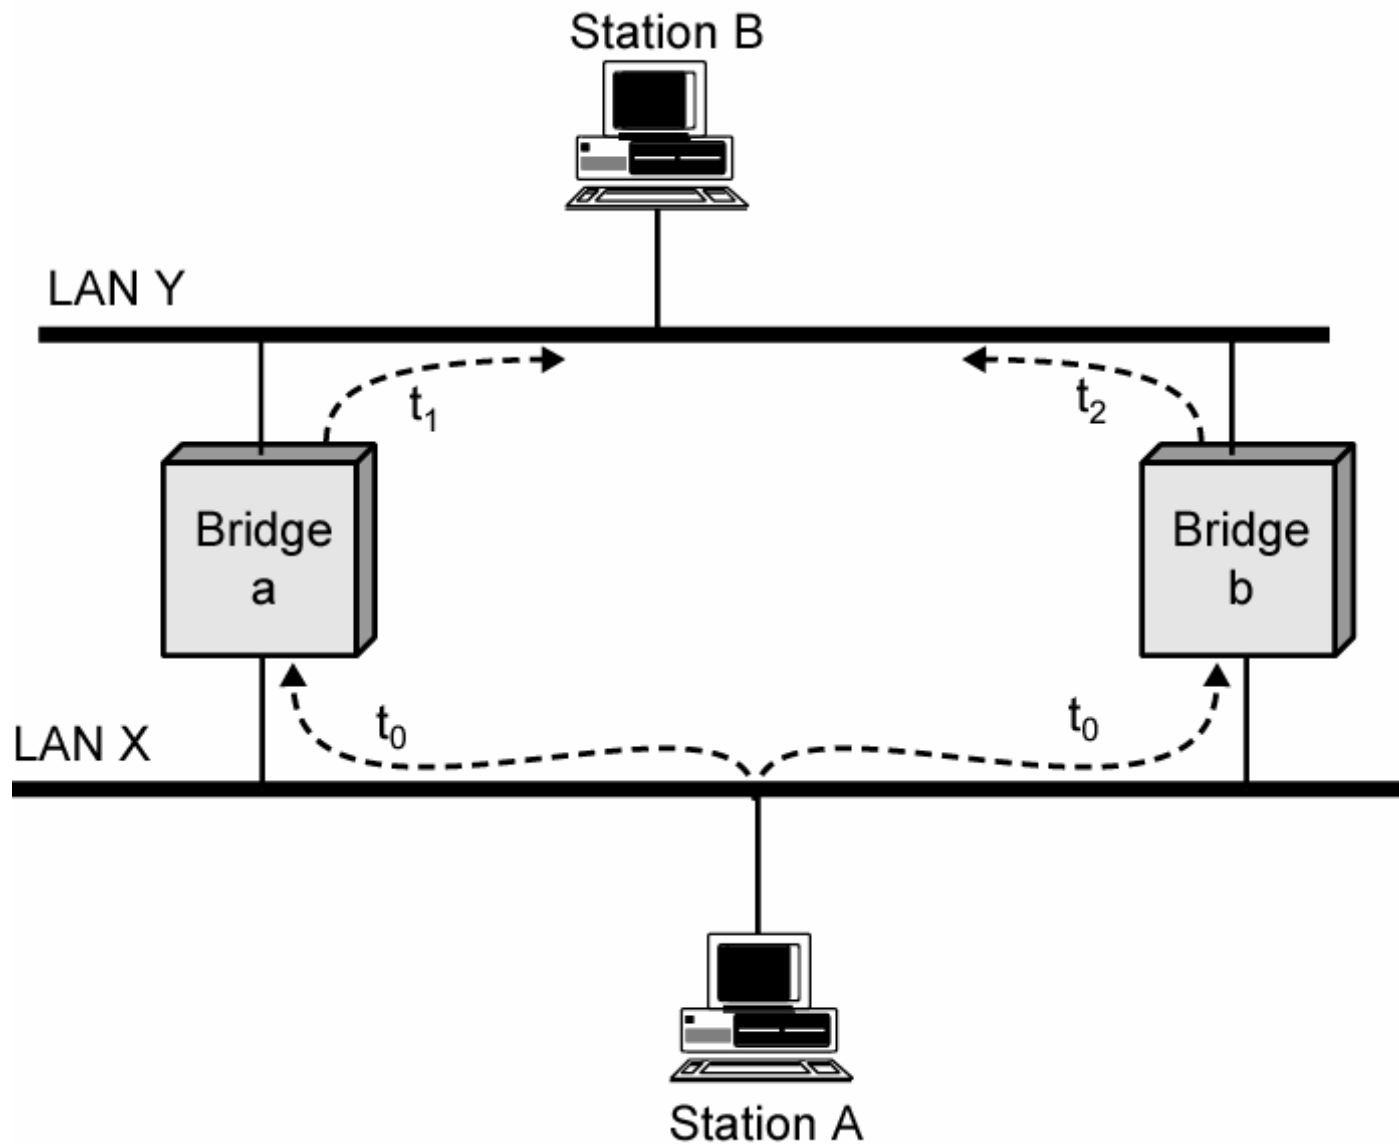 Station B
LAN Y
t1
t2
Bridge
a
Bridge
b
t0
t0
LAN X
Station A